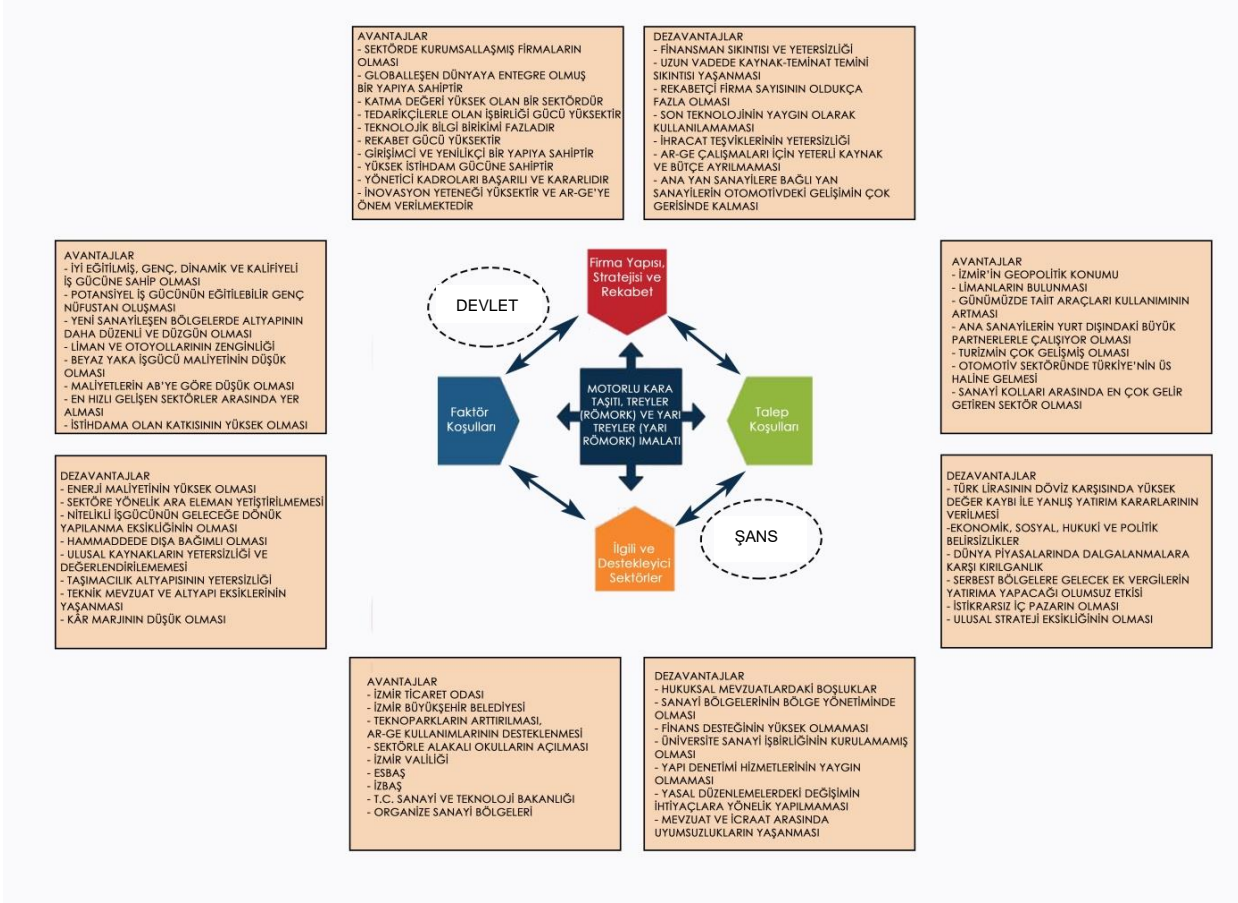 AVANTAJLAR
- SEKTÖRDE KURUMSALLAŞMIŞ FİRMALARIN
OLMASI
- GLOBALLEŞEN DÜNYAYA ENTEGRE OLMUŞ
BİR YAPIYA SAHİPTİR
- KATMA DEĞERİ YÜKSEK OLAN BİR SEKTÖRDÜR
- TEDARİKÇİLERLE OLAN İŞBİRLİĞİ GÜCÜ YÜKSEKTİR
- TEKNOLOJİK BİLGİ BİRİKİMİ FAZLADIR
- REKABET GÜCÜ YÜKSEKTİR
- GİRİŞİMCİ VE YENİLİKÇİ BİR YAPIYA SAHİPTİR
- YÜKSEK İSTİHDAM GÜCÜNE SAHİPTİR
- YÖNETİCİ KADROLARI BAŞARILI VE KARARLIDIR
- İNOVASYON YETENEĞİ YÜKSEKTİR VE AR-GE'YE
ÖNEM VERİLMEKTEDİR
DEZAVANTAJLAR
- FİNANSMAN SIKINTISI VE YETERSİZLİĞİ
- UZUN VADEDE KAYNAK-TEMİNAT TEMİNİ
SIKINTISI YAŞANMASI
- REKABETÇİ FİRMA SAYISININ OLDUKÇA
FAZLA OLMASI
- SON TEKNOLOJİNİN YAYGIN OLARAK
KULLANILAMAMASI
- İHRACAT TEŞVİKLERİNİN YETERSİZLİĞİ
- AR-GE ÇALIŞMALARI İÇİN YETERLİ KAYNAK
VE BÜTÇE AYRILMAMASI
- ANA YAN SANAYİLERE BAĞLI YAN
SANAYİLERİN OTOMOTİVDEKİ GELİŞİMİN ÇOK
GERİSİNDE KALMASI
AVANTAJLAR
- İYİ EĞİTİLMİŞ, GENÇ, DİNAMİK VE KALİFİYELİ
İŞ GÜCÜNE SAHİP OLMASI
- POTANSİYEL İŞ GÜCÜNÜN EĞİTİLEBİLİR GENÇ
NÜFUSTAN OLUŞMASI
- YENİ SANAYİLEŞEN BÖLGELERDE ALTYAPININ
DAHA DÜZENLİ VE DÜZGÜN OLMASI
- LİMAN VE OTOYOLLARININ ZENGİNLİĞİ
- BEYAZ YAKA İŞGÜCÜ MALİYETİNİN DÜŞÜK
OLMASI
- MALİYETLERİN AB'YE GÖRE DÜŞÜK OLMASI
- EN HIZLI GELİŞEN SEKTÖRLER ARASINDA YER
ALMASI
- İSTİHDAMA OLAN KATKISININ YÜKSEK OLMASI
DEZAVANTAJLAR
- ENERJİ MALİYETİNİN YÜKSEK OLMASI
- SEKTÖRE YÖNELİK ARA ELEMAN YETİŞTİRİLMEMESİ
- NİTELİKLİ İŞGÜCÜNÜN GELECEĞE DÖNÜK
YAPILANMA EKSİKLİĞİNİN OLMASI
- HAMMADDEDE DIŞA BAĞIMLI OLMASI
- ULUSAL KAYNAKLARIN YETERSİZLİĞİ VE
DEĞERLENDİRİLEMEMESİ
- TAŞIMACILIK ALTYAPISININ YETERSİZLİĞİ
- TEKNİK MEVZUAT VE ALTYAPI EKSİKLERİNİN
YAŞANMASI
- KÂR MARJININ DÜŞÜK OLMASI
DEVLET
Firma Yapısı,
Stratejisi ve
Rekabet
Faktör
Koşulları
MOTORLU KARA
TAŞITI, TREYLER
(RÖMORK) VE YARI
TREYLER (YARI
RÖMORK) IMALATI
Talep
Koşulları
İlgili ve
Destekleyici
Sektörler
ŞANS
AVANTAJLAR
- İZMİR'İN GEOPOLİTİK KONUMU
- LİMANLARIN BULUNMASI
- GÜNÜMÜZDE TAİIT ARAÇLARI KULLANIMININ
ARTMASI
- ANA SANAYİLERİN YURT DIŞINDAKİ BÜYÜK
PARTNERLERLE ÇALIŞIYOR OLMASI
- TURİZMİN ÇOK GELİŞMİŞ OLMASI
- OTOMOTİV SEKTÖRÜNDE TÜRKİYE'NİN ÜS
HALİNE GELMESİ
- SANAYİ KOLLARI ARASINDA EN ÇOK GELİR
GETİREN SEKTÖR OLMASI
DEZAVANTAJLAR
- TÜRK LİRASININ DÖVİZ KARŞISINDA YÜKSEK
DEĞER KAYBI İLE YANLIŞ YATIRIM KARARLARININ
VERİLMESİ
-EKONOMİK, SOSYAL, HUKUKİ VE POLİTİK
BELİRSİZLİKLER
- DÜNYA PİYASALARINDA DALGALANMALARA
KARŞI KIRILGANLIK
- SERBEST BÖLGELERE GELECEK EK VERGİLERİN
YATIRIMA YAPACAĞI OLUMSUZ ETKİSİ
- İSTİKRARSIZ İÇ PAZARIN OLMASI
- ULUSAL STRATEJİ EKSİKLİĞİNİN OLMASI
AVANTAJLAR
- İZMİR TİCARET ODASI
- İZMİR BÜYÜKŞEHİR BELEDİYESİ
- TEKNOPARKLARIN ARTTIRILMASI,
AR-GE KULLANIMLARININ DESTEKLENMESİ
- SEKTÖRLE ALAKALI OKULLARIN AÇILMASI
- İZMİR VALİLİĞİ
- ESBAŞ
- İZBAŞ
- T.C. SANAYİ VE TEKNOLOJİ BAKANLIĞI
- ORGANİZE SANAYİ BÖLGELERİ
DEZAVANTAJLAR
- HUKUKSAL MEVZUATLARDAKİ BOŞLUKLAR
- SANAYİ BÖLGELERİNİN BÖLGE YÖNETİMİNDE
OLMASI
- FİNANS DESTEĞİNİN YÜKSEK OLMAMASI
- ÜNİVERSİTE SANAYİ İŞBİRLİĞİNİN KURULAMAMIŞ
OLMASI
- YAPI DENETİMİ HİZMETLERİNİN YAYGIN
OLMAMASI
- YASAL DÜZENLEMELERDEKİ DEĞİŞİMİN
İHTİYAÇLARA YÖNELİK YAPILMAMASI
- MEVZUAT VE İCRAAT ARASINDA
UYUMSUZLUKLARIN YAŞANMASI